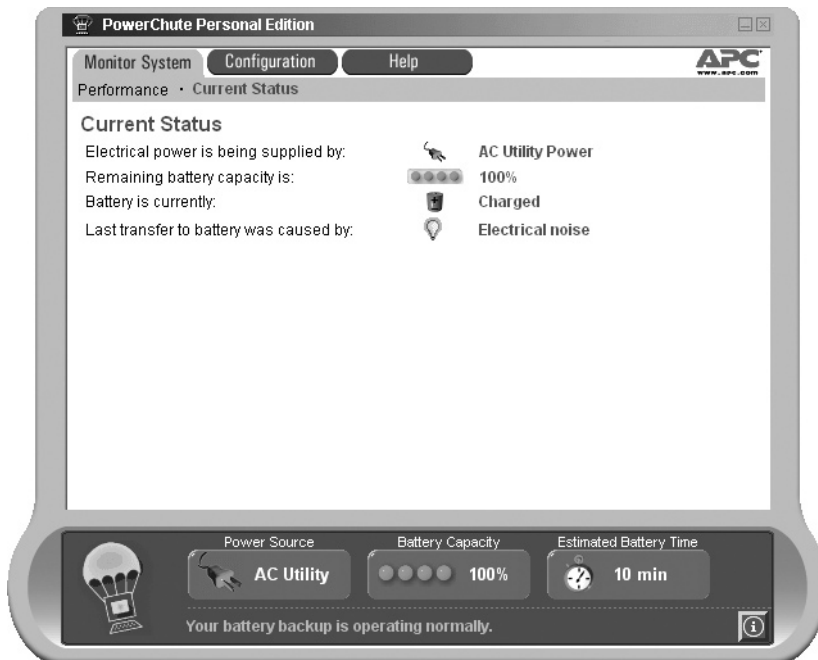 PowerChute Personal Edition
Monitor System Configuration Help APC
www.apc.com
Performance · Current Status
Current Status
Electrical power is being supplied by: AC Utility Power
Remaining battery capacity is: 100%
Battery is currently: Charged
Last transfer to battery was caused by: Electrical noise
Power Source Battery Capacity Estimated Battery Time
AC Utility 100% 10 min
Your battery backup is operating normally.